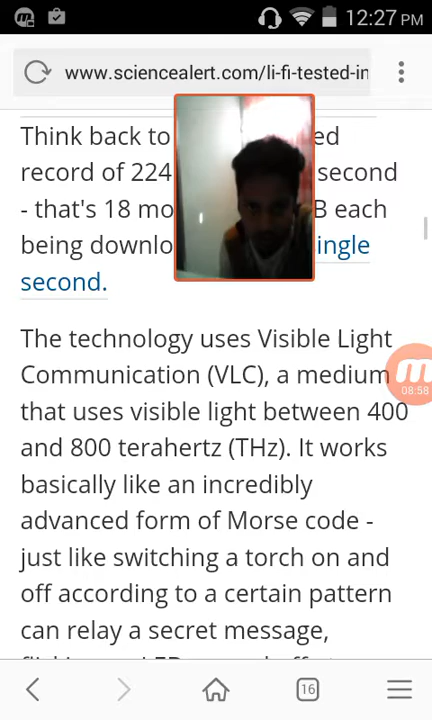 12:27 PM
www.sciencealert.com/li-fi-tested-in
Think back to ed
record of 224 second
- that's 18 mo B each
being downlo ingle
second.
The technology uses Visible Light
Communication (VLC), a medium
that uses visible light between 400
and 800 terahertz (THz). It works
08:58
basically like an incredibly
advanced form of Morse code -
just like switching a torch on and
off according to a certain pattern
can relay a secret message,
16